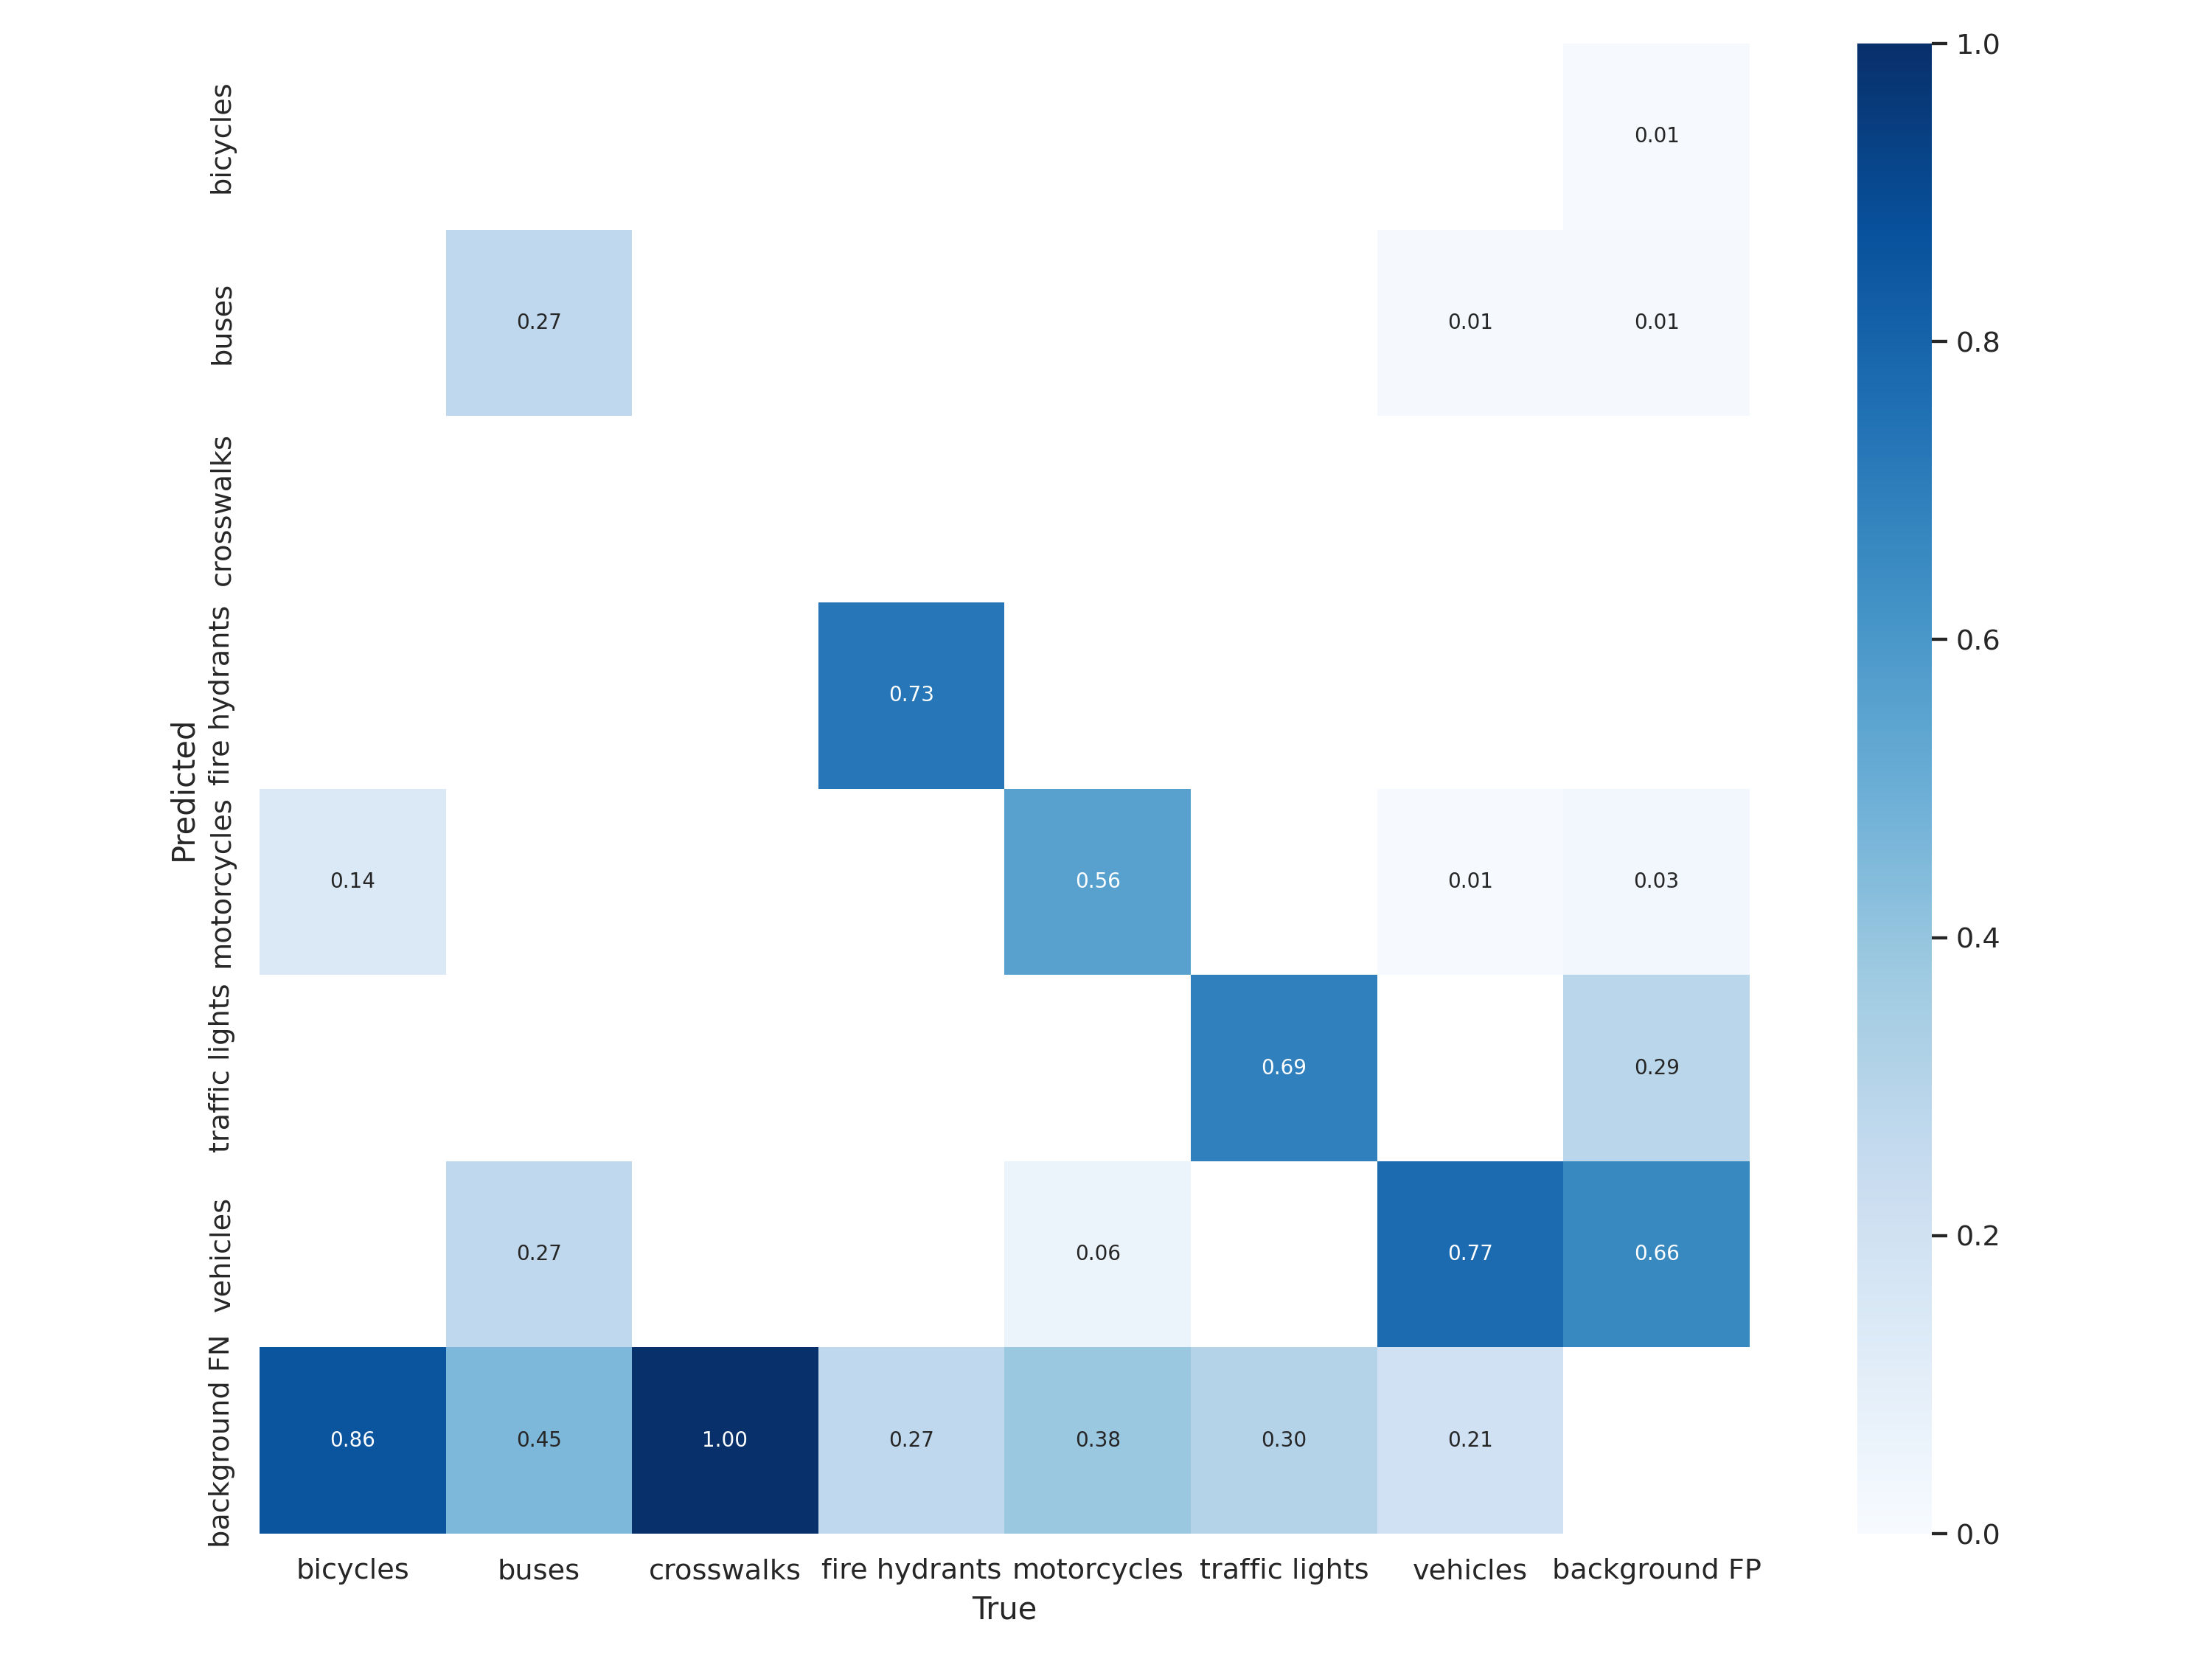 1.0
bicycles
0.01
buses
0.27
0.01
0.01
0.8
crosswalks
0.6
fire hydrants
0.73
Predicted
motorcycles
0.14
0.56
0.01
0.03
0.4
traffic lights
0.69
0.29
vehicles
0.27
0.06
0.77
0.66
0.2
background FN
0.86
0.45
1.00
0.27
0.38
0.30
0.21
0.0
bicycles buses crosswalks fire hydrants motorcycles traffic lights vehicles background FP
True